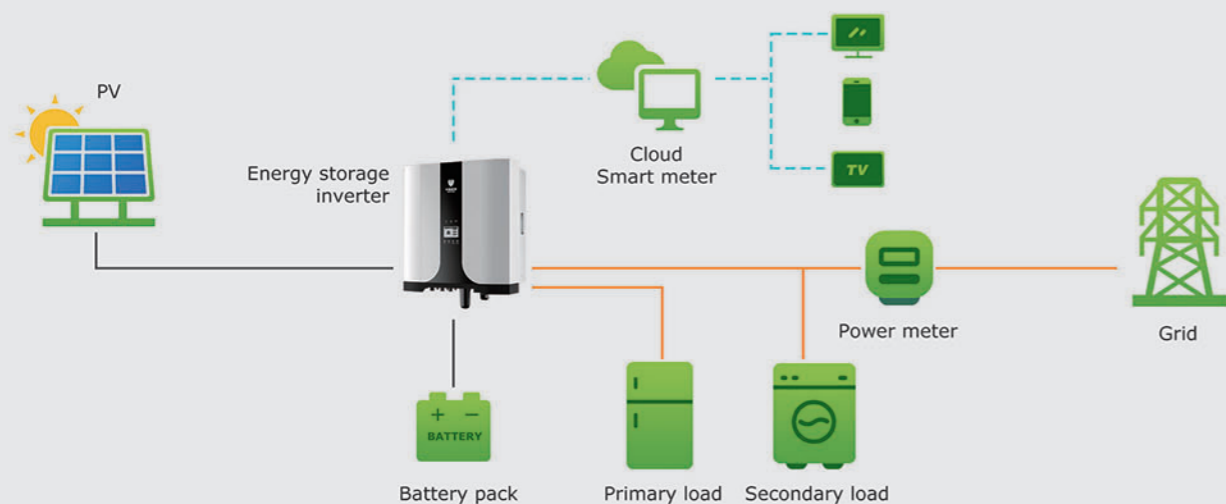 PV
Energy storage
inverter
Cloud
Smart meter
TV
Power meter
Grid
+ −
BATTERY
Battery pack
Primary load
Secondary load